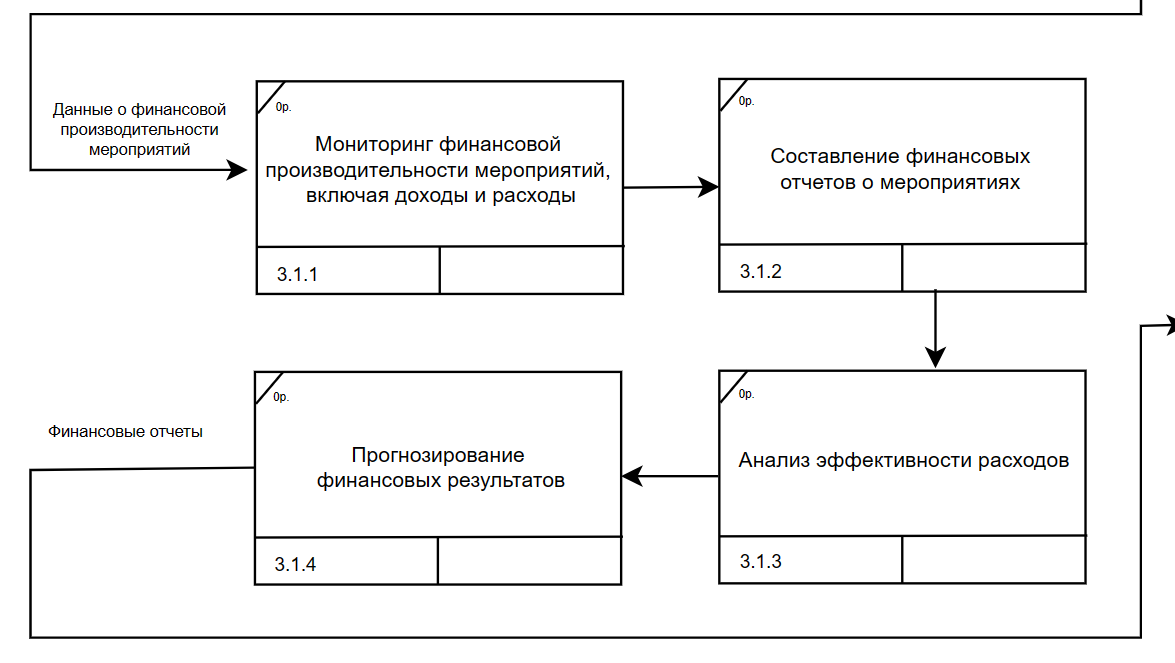 Данные о финансовой
производительности
мероприятий
0р.
Мониторинг финансовой
производительности мероприятий,
включая доходы и расходы
3.1.1
0р.
Составление финансовых
отчетов о мероприятиях
3.1.2
Финансовые отчеты
0р.
Прогнозирование
финансовых результатов
3.1.4
0р.
Анализ эффективности расходов
3.1.3